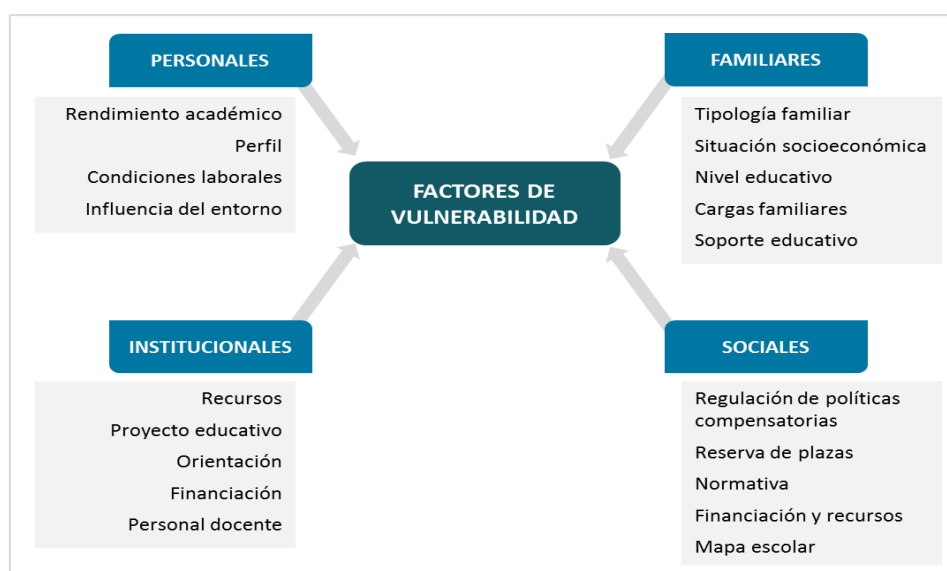 PERSONALES
Rendimiento académico
Perfil
Condiciones laborales
Influencia del entorno
FAMILIARES
Tipología familiar
Situación socioeconómica
Nivel educativo
Cargas familiares
Soporte educativo
FACTORES DE
VULNERABILIDAD
INSTITUCIONALES
Recursos
Proyecto educativo
Orientación
Financiación
Personal docente
SOCIALES
Regulación de políticas
compensatorias
Reserva de plazas
Normativa
Financiación y recursos
Mapa escolar